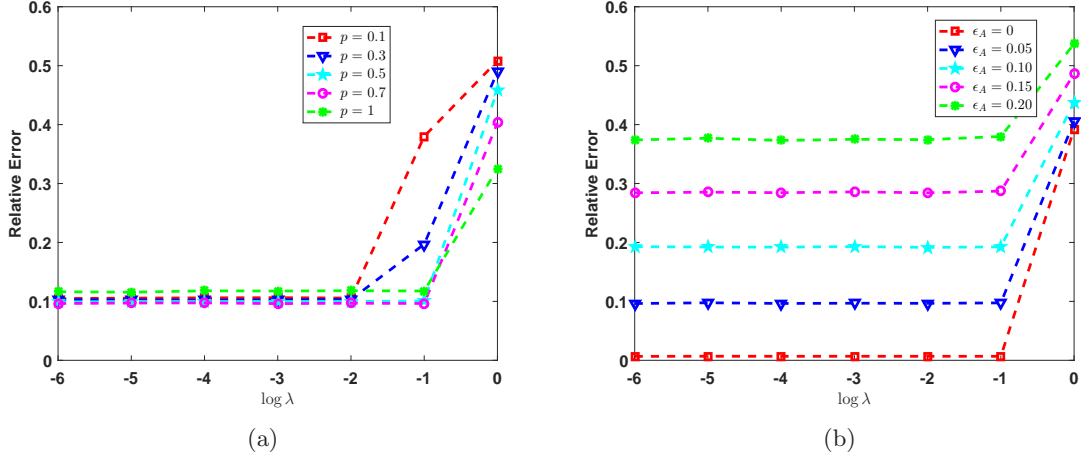 0.6
0.5
0.4
0.3
0.2
0.1
0
Relative Error
p = 0.1
p = 0.3
p = 0.5
p = 0.7
p = 1
-6 -5 -4 -3 -2 -1 0
log λ
(a)
0.6
0.5
0.4
0.3
0.2
0.1
0
Relative Error
ϵ_A = 0
ϵ_A = 0.05
ϵ_A = 0.10
ϵ_A = 0.15
ϵ_A = 0.20
-6 -5 -4 -3 -2 -1 0
log λ
(b)